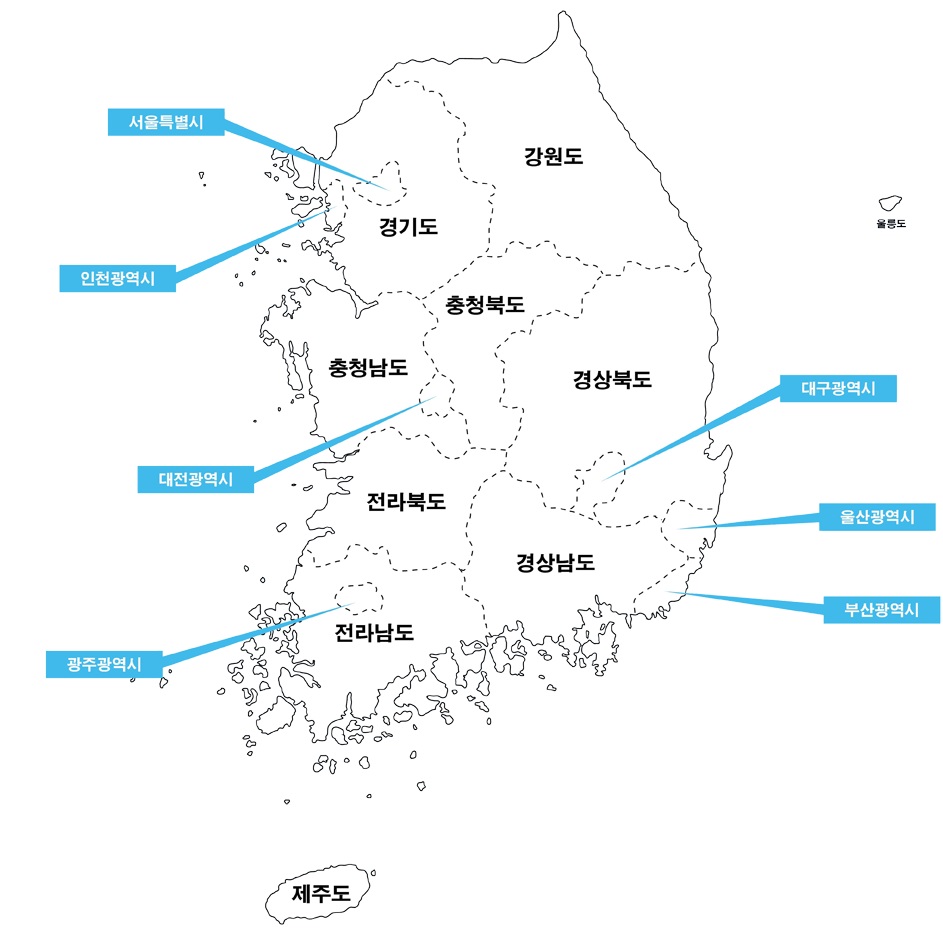 서울특별시
강원도
울릉도
경기도
인천광역시
충청북도
충청남도
경상북도
대구광역시
대전광역시
전라북도
울산광역시
경상남도
부산광역시
전라남도
광주광역시
제주도